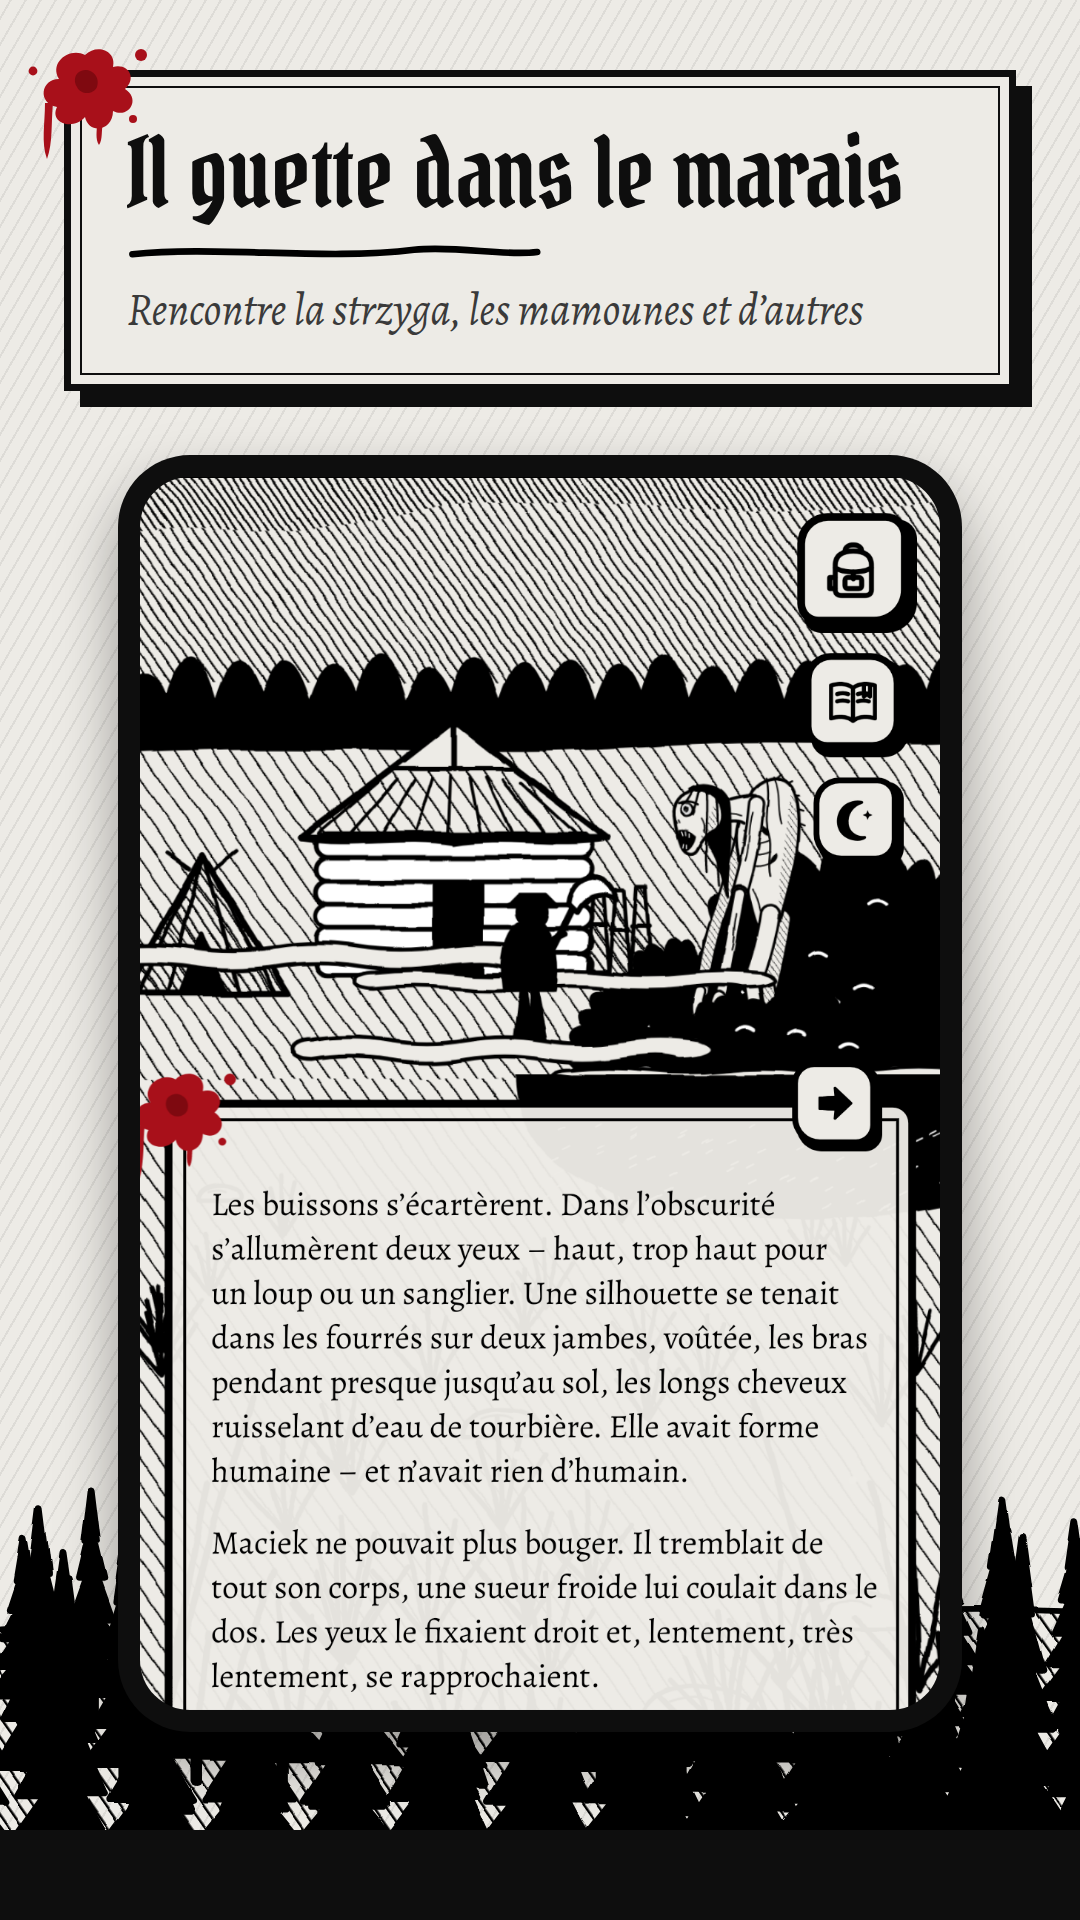 Il guette dans le marais
Rencontre la strzyga, les mamounes et d’autres
Les buissons s’écartèrent. Dans l’obscurité
s’allumèrent deux yeux – haut, trop haut pour
un loup ou un sanglier. Une silhouette se tenait
dans les fourrés sur deux jambes, voûtée, les bras
pendant presque jusqu’au sol, les longs cheveux
ruisselant d’eau de tourbière. Elle avait forme
humaine – et n’avait rien d’humain.
Maciek ne pouvait plus bouger. Il tremblait de
tout son corps, une sueur froide lui coulait dans le
dos. Les yeux le fixaient droit et, lentement, très
lentement, se rapprochaient.